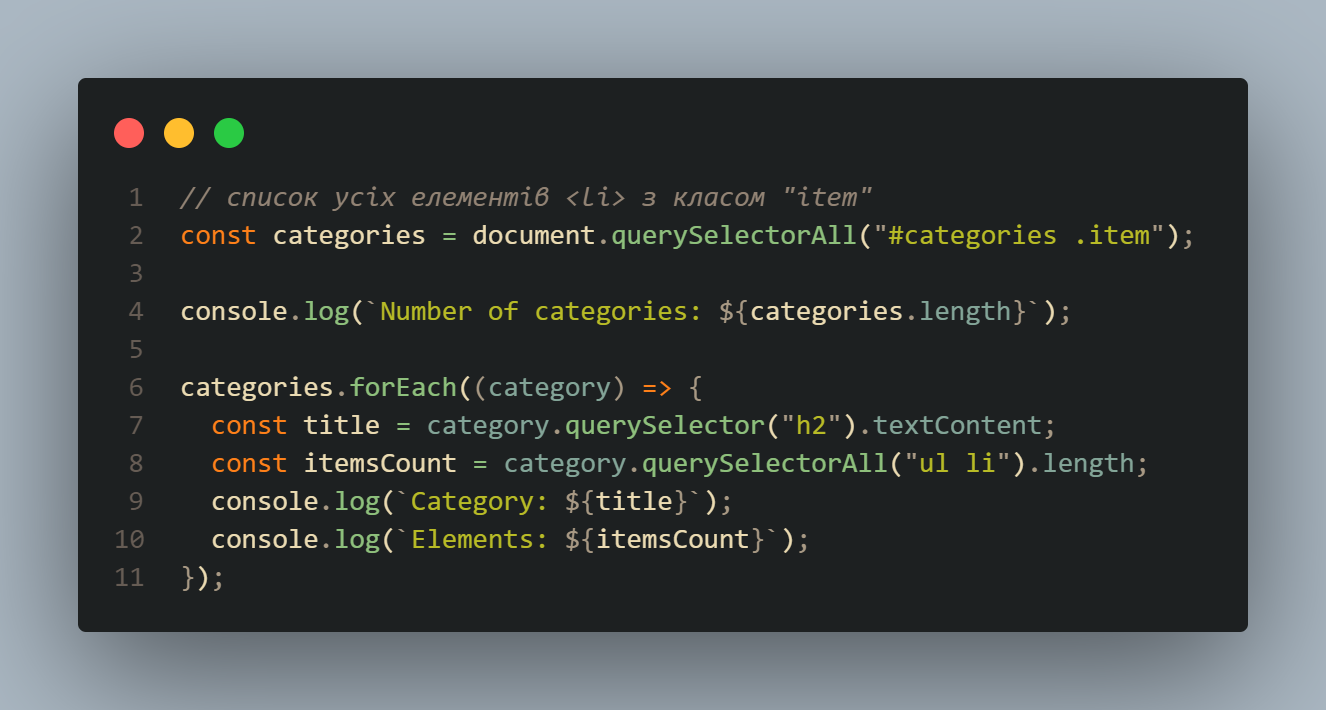 1 // список усіх елементів <li> з класом "item"
2 const categories = document.querySelectorAll("#categories .item");
3
4 console.log(`Number of categories: ${categories.length}`);
5
6 categories.forEach((category) => {
7   const title = category.querySelector("h2").textContent;
8   const itemsCount = category.querySelectorAll("ul li").length;
9   console.log(`Category: ${title}`);
10   console.log(`Elements: ${itemsCount}`);
11 });